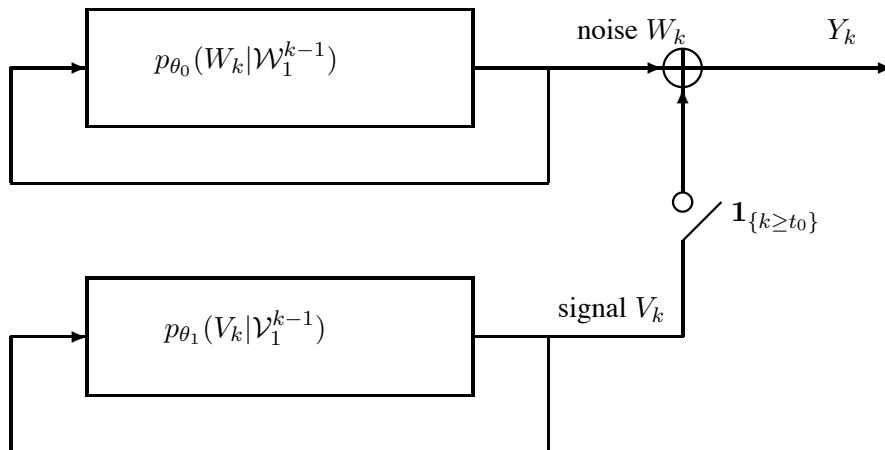 noise W_k
Y_k
p_{θ_0}(W_k|𝒲_1^{k-1})
𝟏_{\{k≥t_0\}}
signal V_k
p_{θ_1}(V_k|𝒱_1^{k-1})